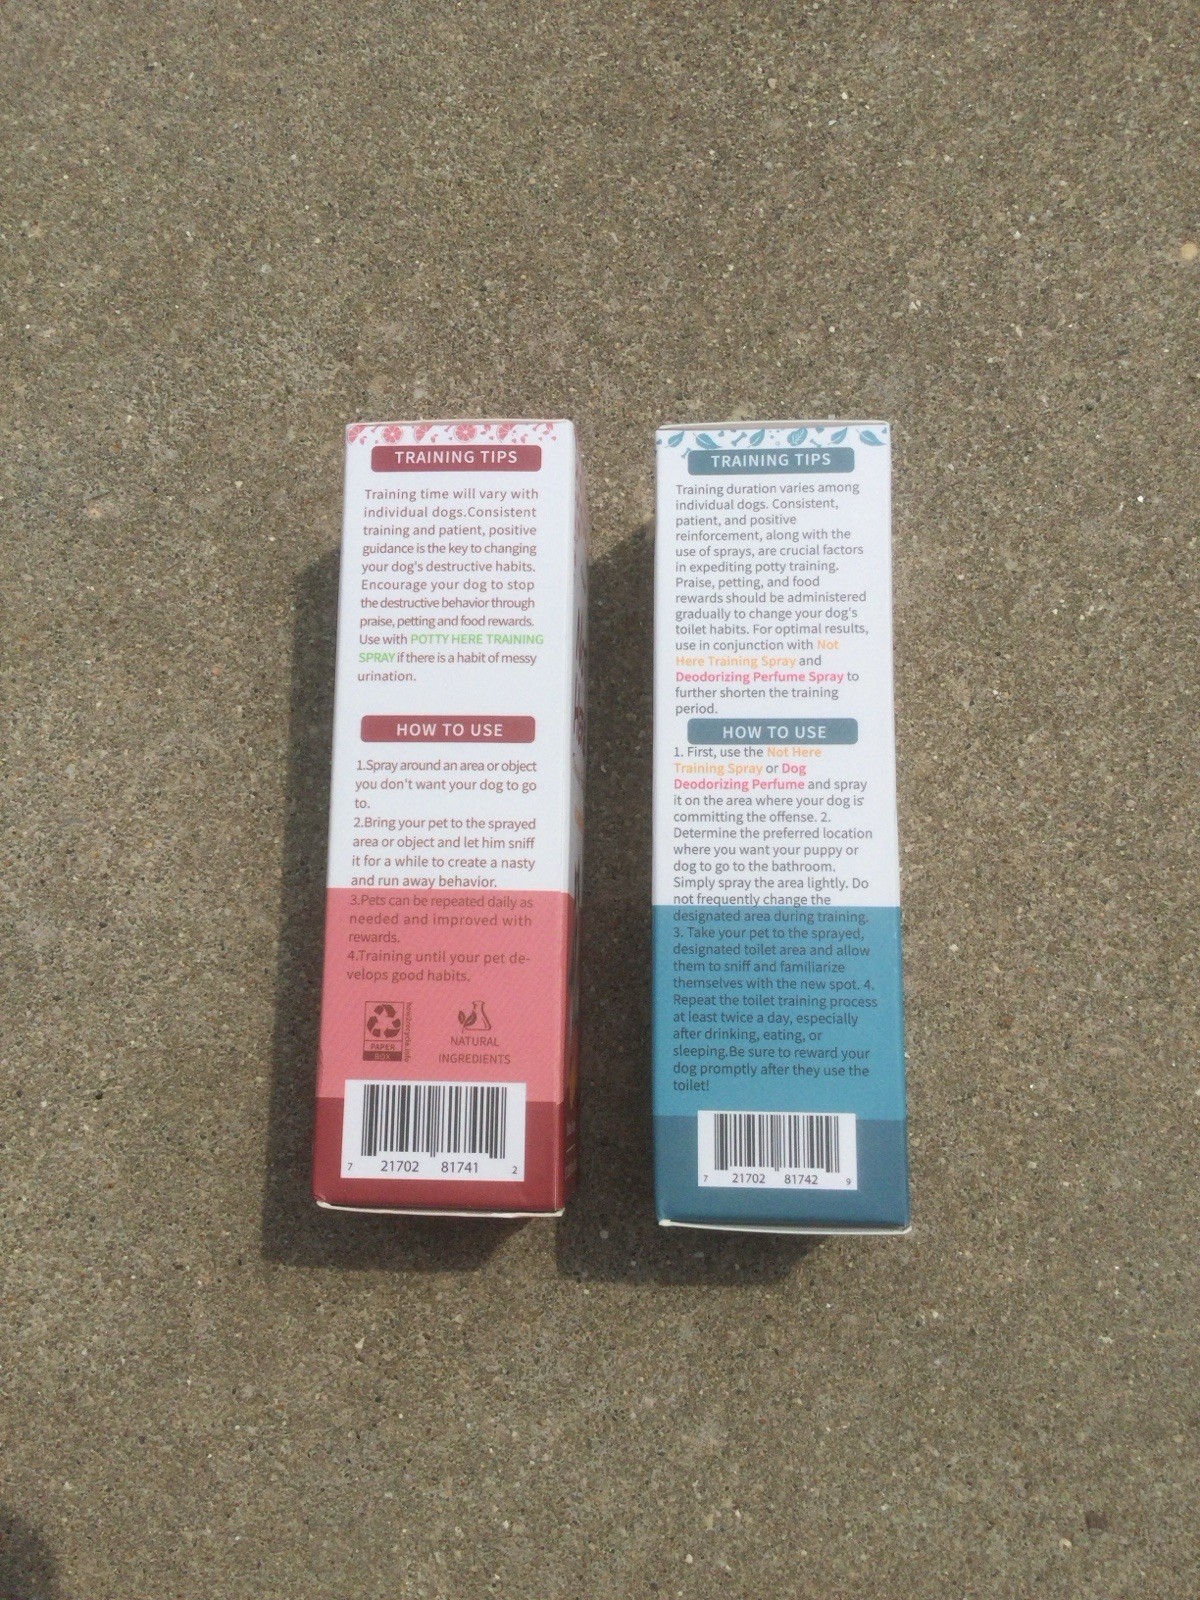 TRAINING TIPS
Training time will vary with
individual dogs.Consistent
training and patient, positive
guidance is the key to changing
your dog's destructive habits.
Encourage your dog to stop
the destructive behavior through
praise, petting and food rewards.
Use with POTTY HERE TRAINING
SPRAY if there is a habit of messy
urination.
HOW TO USE
1.Spray around an area or object
you don't want your dog to go
to.
2.Bring your pet to the sprayed
area or object and let him sniff
it for a while to create a nasty
and run away behavior.
3.Pets can be repeated daily as
needed and improved with
rewards.
4.Training until your pet de-
velops good habits.
PAPER
BOX
how2recycle.info
NATURAL
INGREDIENTS
7 21702 81741 2
TRAINING TIPS
Training duration varies among
individual dogs. Consistent,
patient, and positive
reinforcement, along with the
use of sprays, are crucial factors
in expediting potty training.
Praise, petting, and food
rewards should be administered
gradually to change your dog's
toilet habits. For optimal results,
use in conjunction with Not
Here Training Spray and
Deodorizing Perfume Spray to
further shorten the training
period.
HOW TO USE
1. First, use the Not Here
Training Spray or Dog
Deodorizing Perfume and spray
it on the area where your dog is
committing the offense. 2.
Determine the preferred location
where you want your puppy or
dog to go to the bathroom.
Simply spray the area lightly. Do
not frequently change the
designated area during training.
3. Take your pet to the sprayed,
designated toilet area and allow
them to sniff and familiarize
themselves with the new spot. 4.
Repeat the toilet training process
at least twice a day, especially
after drinking, eating, or
sleeping.Be sure to reward your
dog promptly after they use the
toilet!
7 21702 81742 9